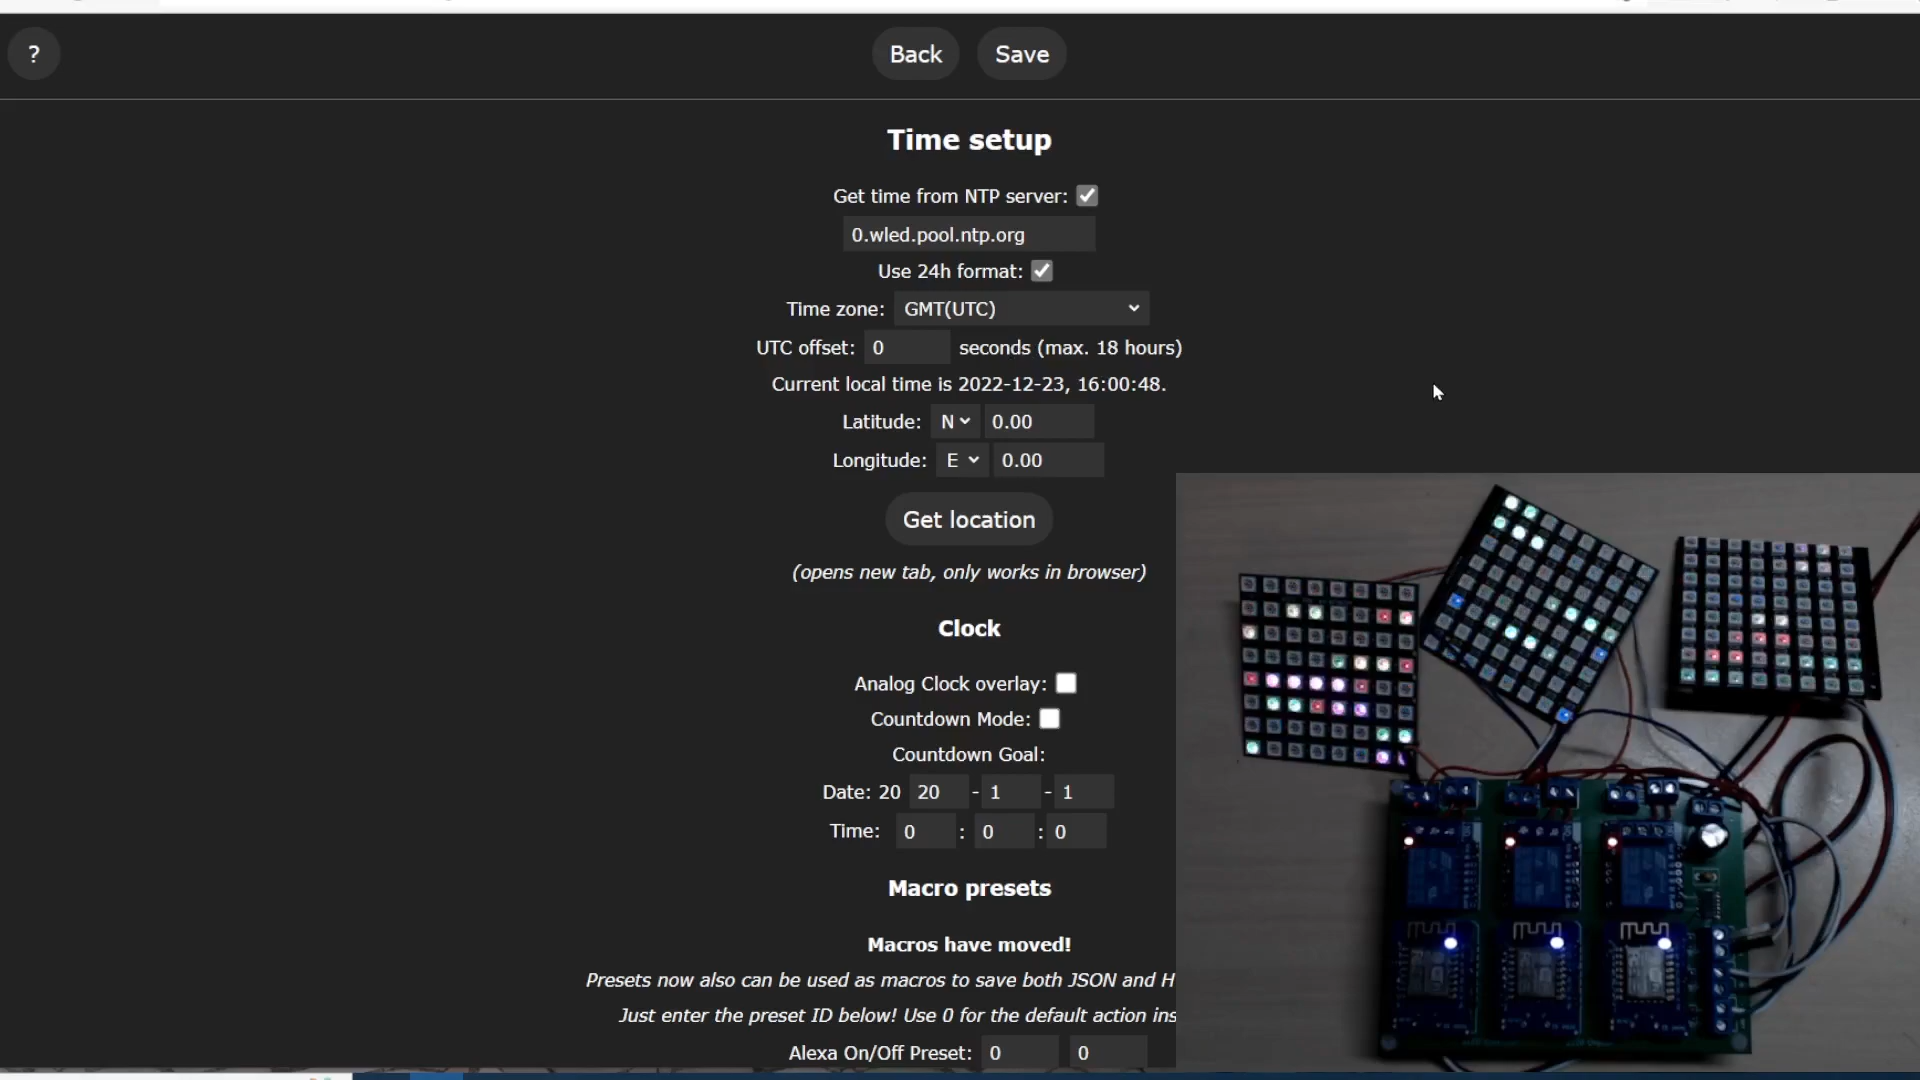 ?
Back Save
Time setup
Get time from NTP server:
0.wled.pool.ntp.org
Use 24h format:
Time zone: GMT(UTC)
UTC offset: 0 seconds (max. 18 hours)
Current local time is 2022-12-23, 16:00:48.
Latitude: N 0.00
Longitude: E 0.00
Get location
(opens new tab, only works in browser)
Clock
Analog Clock overlay:
Countdown Mode:
Countdown Goal:
Date: 20 20 - 1 - 1
Time: 0 : 0 : 0
Macro presets
Macros have moved!
Presets now also can be used as macros to save both JSON and H
Just enter the preset ID below! Use 0 for the default action ins
Alexa On/Off Preset: 0 0